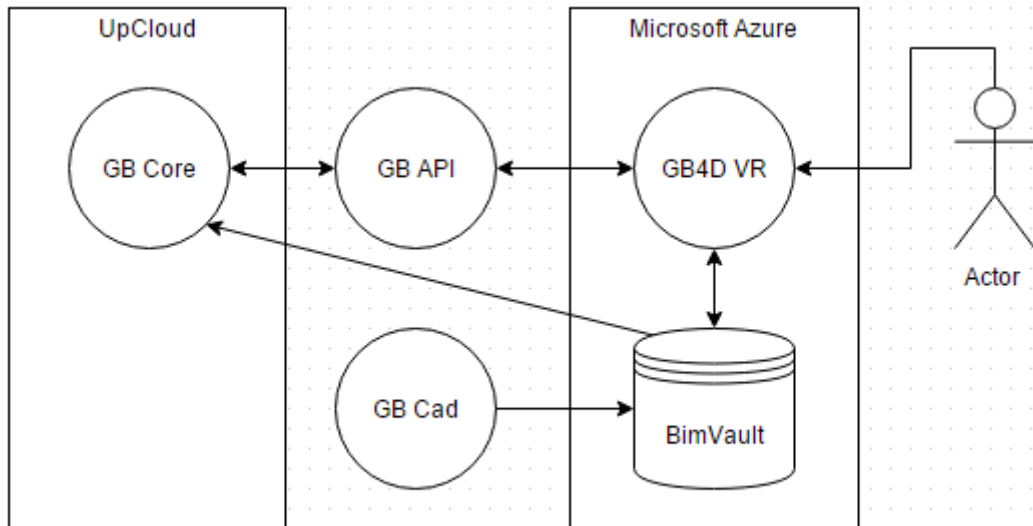 UpCloud
Microsoft Azure
GB Core
GB API
GB4D VR
Actor
GB Cad
BimVault